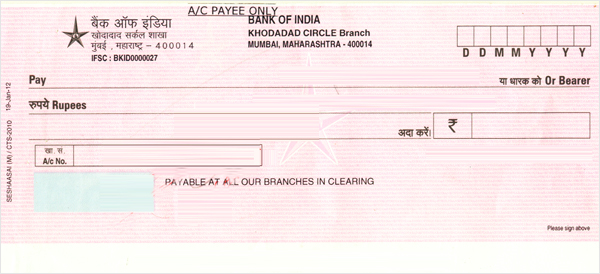 A/C PAYEE ONLY
बैंक ऑफ इंडिया
खोदादाद सर्कल शाखा
मुंबई , महाराष्ट्र - 400014
IFSC : BKID0000027
BANK OF INDIA
KHODADAD CIRCLE Branch
MUMBAI, MAHARASHTRA - 400014
D D M M Y Y Y Y
Pay या धारक को Or Bearer
रुपये Rupees
अदा करें। ₹
खा. सं.
A/c No.
PAYABLE AT ALL OUR BRANCHES IN CLEARING
SESHAASAI (M) / CTS-2010 19-Jan-12
Please sign above